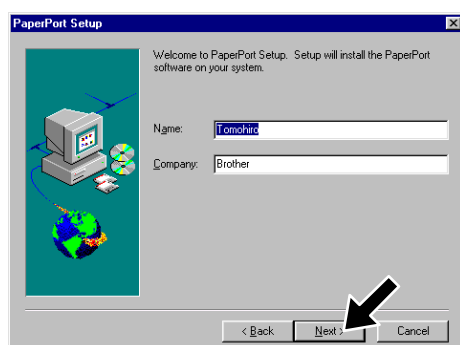 PaperPort Setup
Welcome to PaperPort Setup. Setup will install the PaperPort
software on your system.
Name: Tomohiro
Company: Brother
< Back Next > Cancel